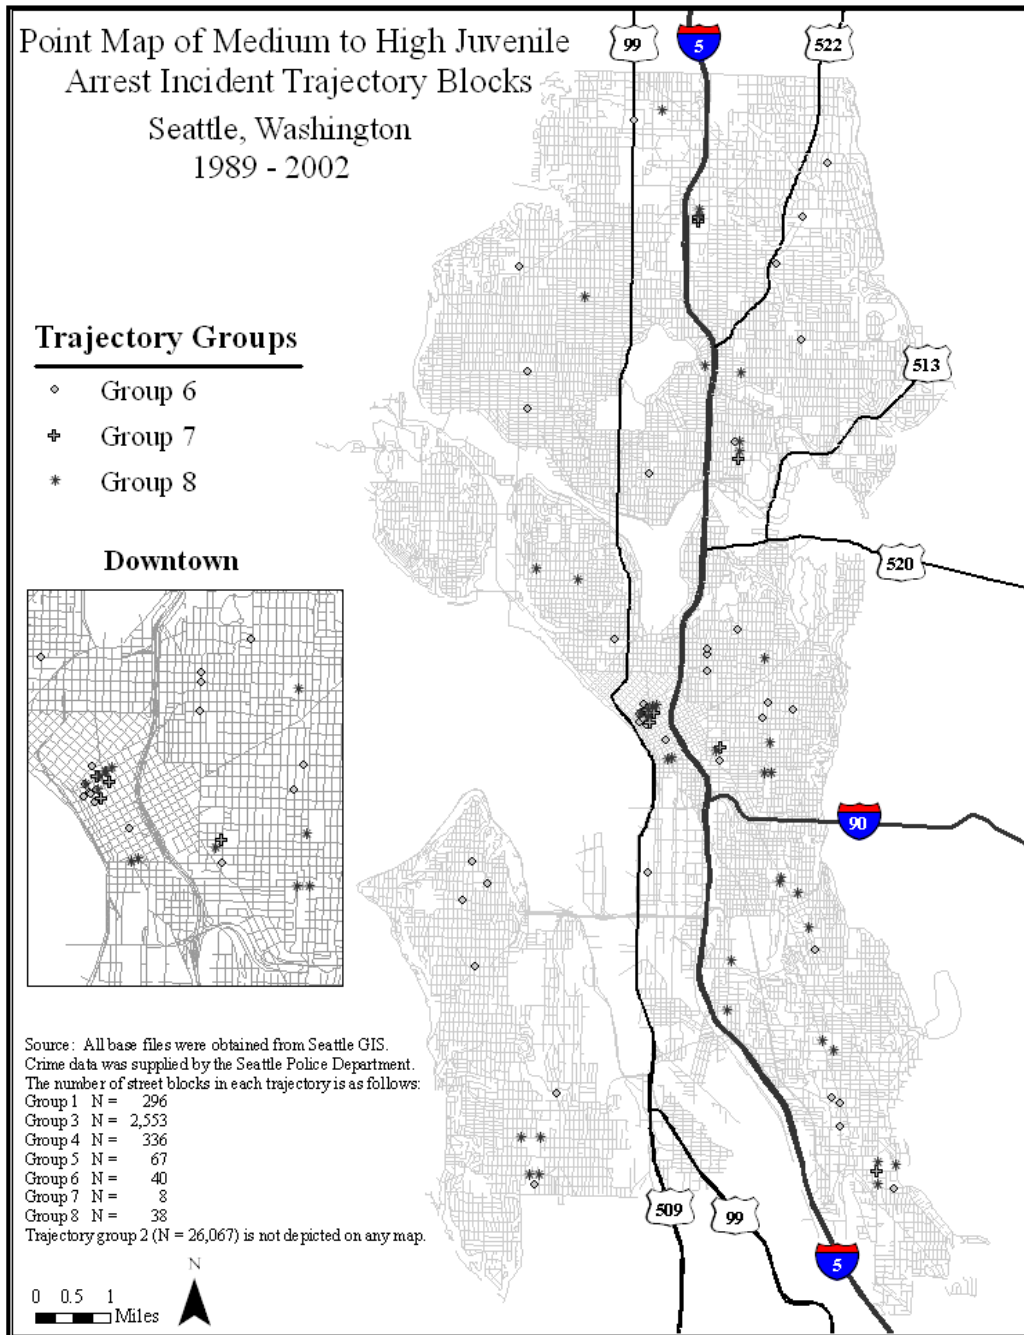 Point Map of Medium to High Juvenile
Arrest Incident Trajectory Blocks
Seattle, Washington
1989 - 2002
99
5
522
Trajectory Groups
Group 6
Group 7
Group 8
513
520
Downtown
90
Source: All base files were obtained from Seattle GIS.
Crime data was supplied by the Seattle Police Department.
The number of street blocks in each trajectory is as follows:
Group 1 N = 296
Group 3 N = 2,553
Group 4 N = 336
Group 5 N = 67
Group 6 N = 40
Group 7 N = 8
Group 8 N = 38
Trajectory group 2 (N = 26,067) is not depicted on any map.
509
99
5
N
0 0.5 1
Miles